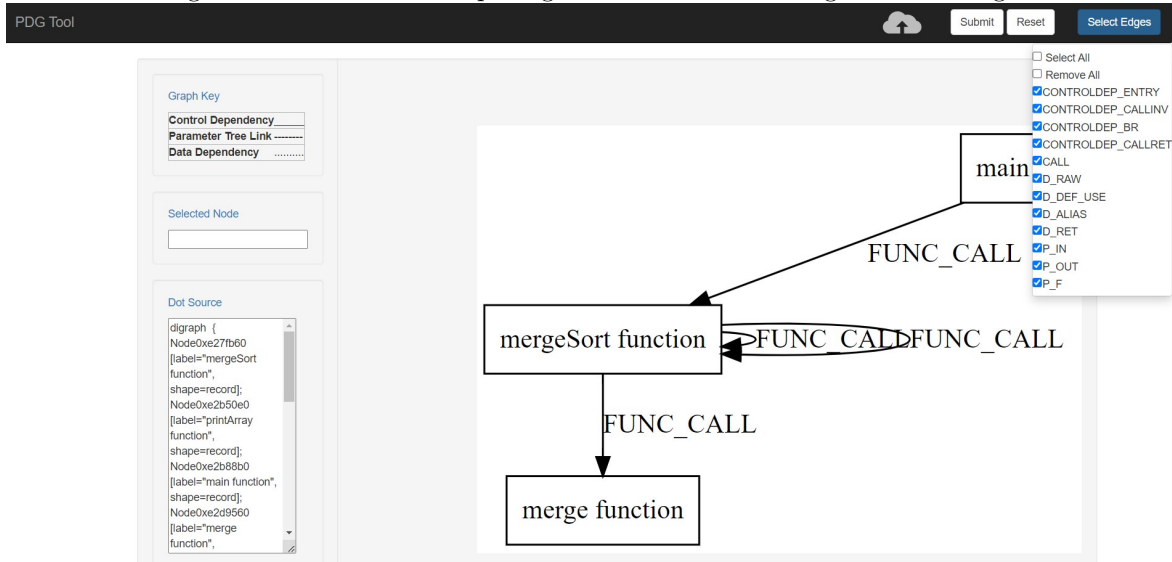 PDG Tool
Submit
Reset
Select Edges
Select All
Remove All
CONTROLDEP_ENTRY
CONTROLDEP_CALLINV
CONTROLDEP_BR
CONTROLDEP_CALLRET
CALL
D_RAW
D_DEF_USE
D_ALIAS
D_RET
P_IN
P_OUT
P_F
Graph Key
Control Dependency_____
Parameter Tree Link --------
Data Dependency ..........
Selected Node
Dot Source
digraph {
Node0xe27fb60
[label="mergeSort
function",
shape=record];
Node0xe2b50e0
[label="printArray
function",
shape=record];
Node0xe2b88b0
[label="main function",
shape=record];
Node0xe2d9560
[label="merge
function",
main
FUNC_CALL
mergeSort function
FUNC_CALL
FUNC_CALL
FUNC_CALL
merge function